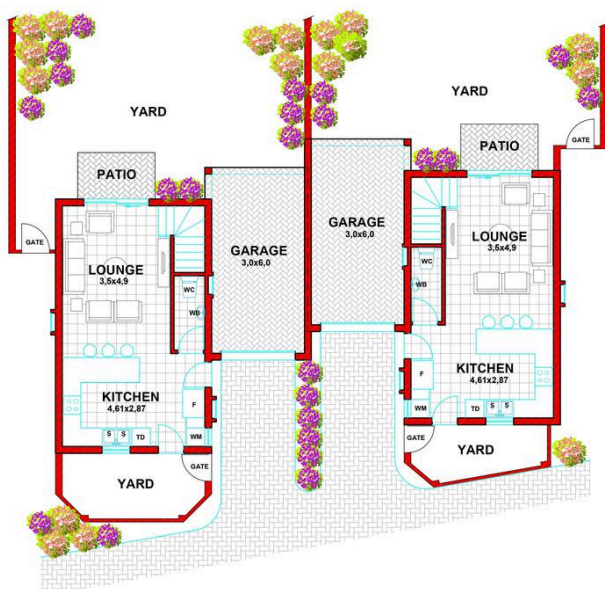 YARD
PATIO
GATE
LOUNGE
3,5x4,9
GARAGE
3,0x6,0
WC
WB
KITCHEN
4,61x2,87
F
S S
TD
WM
GATE
YARD
YARD
PATIO
GATE
GARAGE
3,0x6,0
LOUNGE
3,5x4,9
WC
WB
KITCHEN
4,61x2,87
F
WM
TD
S S
GATE
YARD